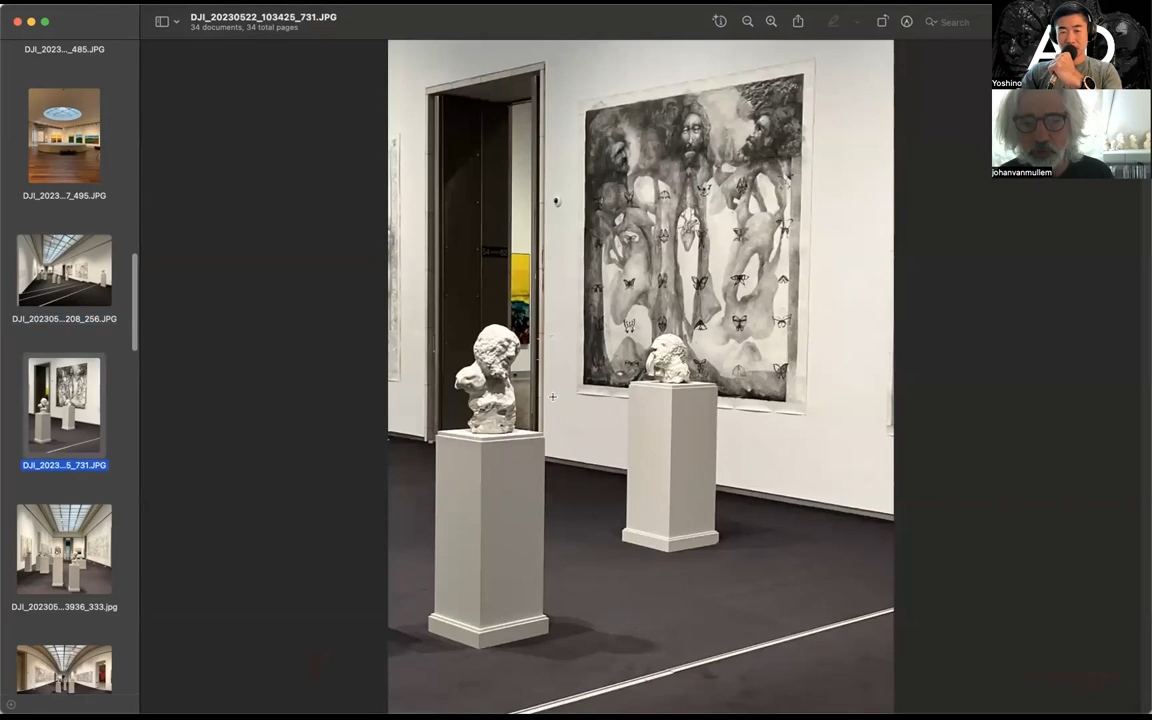 DJI_20230522_103425_731.JPG
34 documents, 34 total pages
Search
DJI_2023..._485.JPG
DJI_2023...7_495.JPG
DJI_202305...208_256.JPG
DJI_2023...5_731.JPG
DJI_202305...3936_333.jpg
AD
Yoshino
johanvanmullem